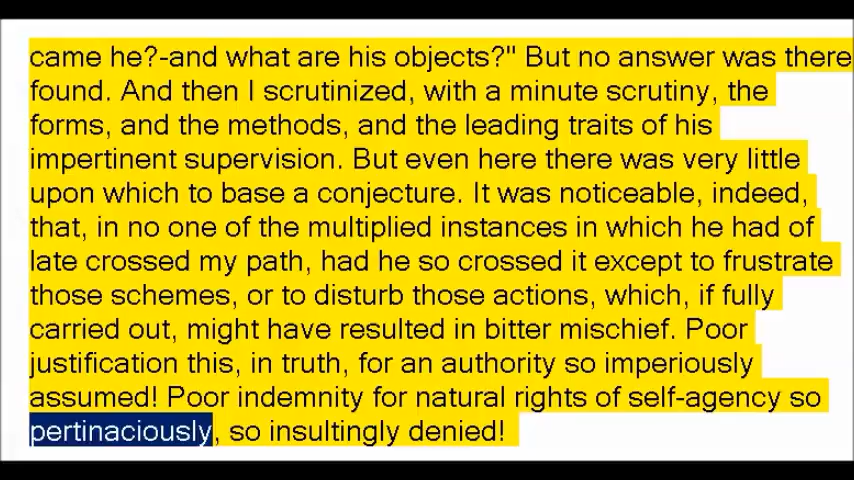 came he?-and what are his objects?" But no answer was there
found. And then I scrutinized, with a minute scrutiny, the
forms, and the methods, and the leading traits of his
impertinent supervision. But even here there was very little
upon which to base a conjecture. It was noticeable, indeed,
that, in no one of the multiplied instances in which he had of
late crossed my path, had he so crossed it except to frustrate
those schemes, or to disturb those actions, which, if fully
carried out, might have resulted in bitter mischief. Poor
justification this, in truth, for an authority so imperiously
assumed! Poor indemnity for natural rights of self-agency so
pertinaciously, so insultingly denied!